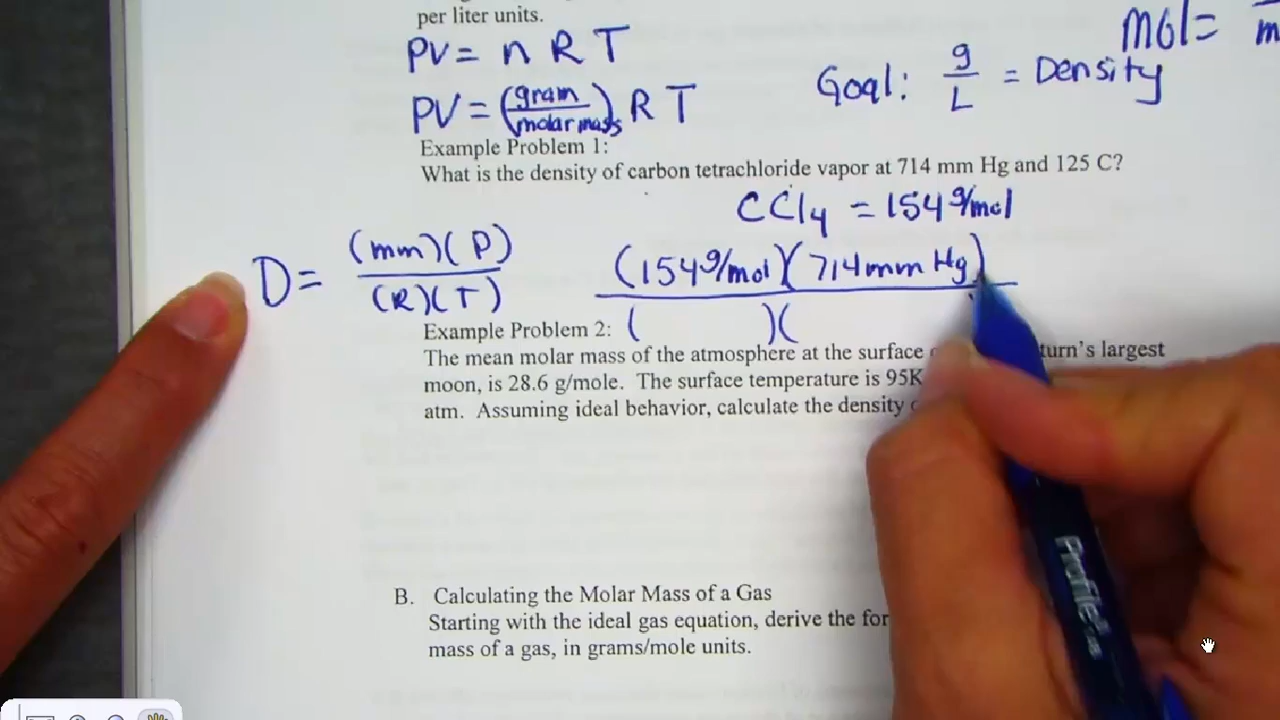 per liter units.
mol=
PV = n R T
Goal: g/L = Density
PV = (gram/molar mass) R T
Example Problem 1:
What is the density of carbon tetrachloride vapor at 714 mm Hg and 125 C?
CCl4 = 154 g/mol
D = (mm)(P)/(R)(T) (154 g/mol)(714 mm Hg)/( )(
Example Problem 2:
The mean molar mass of the atmosphere at the surface turn's largest
moon, is 28.6 g/mole. The surface temperature is 95K
atm. Assuming ideal behavior, calculate the density
B. Calculating the Molar Mass of a Gas
Starting with the ideal gas equation, derive the for
mass of a gas, in grams/mole units.
Profile